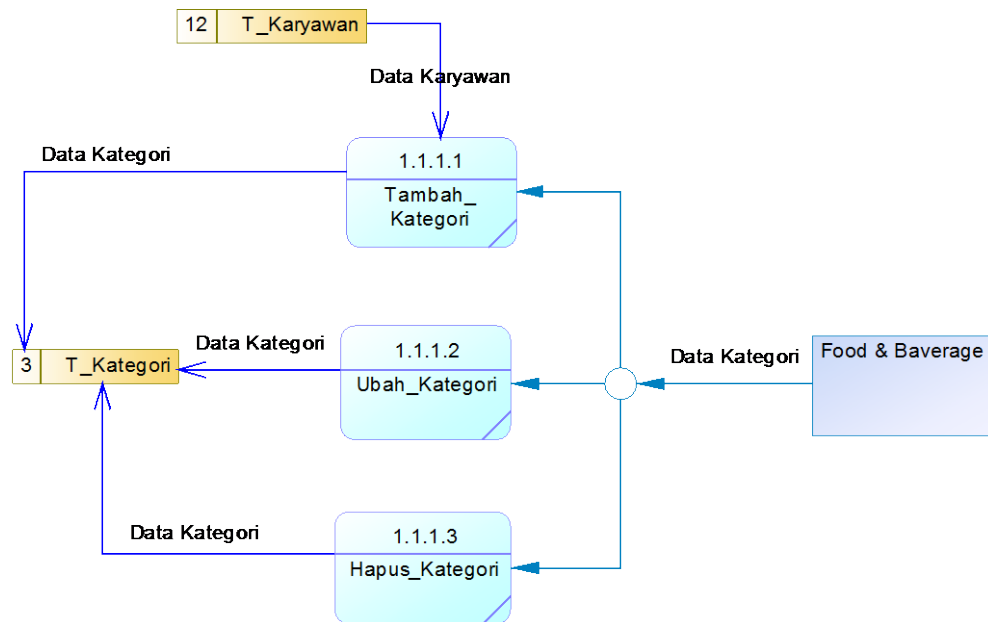 12 T_Karyawan
Data Karyawan
Data Kategori
1.1.1.1
Tambah_
Kategori
3 T_Kategori
Data Kategori
1.1.1.2
Ubah_Kategori
Data Kategori
Food & Baverage
Data Kategori
1.1.1.3
Hapus_Kategori